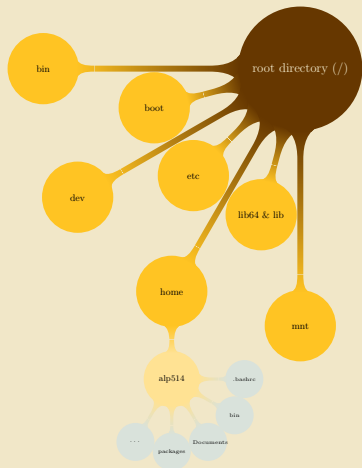 root directory (/)
bin
boot
etc
dev
lib64 & lib
home
mnt
alp514
.bashrc
bin
Documents
packages
...